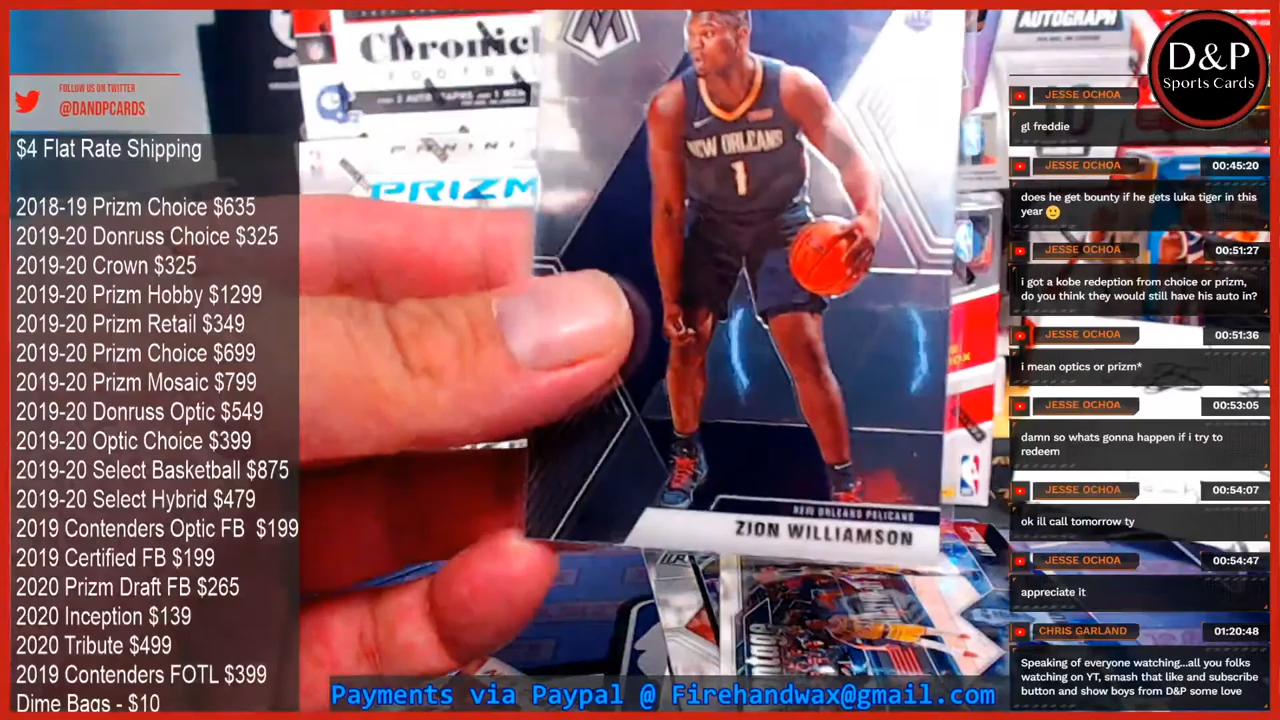 FOLLOW US ON TWITTER
@DANDPCARDS
$4 Flat Rate Shipping
2018-19 Prizm Choice $635
2019-20 Donruss Choice $325
2019-20 Crown $325
2019-20 Prizm Hobby $1299
2019-20 Prizm Retail $349
2019-20 Prizm Choice $699
2019-20 Prizm Mosaic $799
2019-20 Donruss Optic $549
2019-20 Optic Choice $399
2019-20 Select Basketball $875
2019-20 Select Hybrid $479
2019 Contenders Optic FB $199
2019 Certified FB $199
2020 Prizm Draft FB $265
2020 Inception $139
2020 Tribute $499
2019 Contenders FOTL $399
Dime Bags - $10
Chronicl
FOOTBALL
PANINI
PRIZM
NEW ORLEANS
1
NEW ORLEANS PELICANS
ZION WILLIAMSON
AUTOGRAPH
D&P
Sports Cards
JESSE OCHOA
gl freddie
JESSE OCHOA 00:45:20
does he get bounty if he gets luka tiger in this
year 🙂
JESSE OCHOA 00:51:27
i got a kobe redeption from choice or prizm,
do you think they would still have his auto in?
JESSE OCHOA 00:51:36
i mean optics or prizm*
JESSE OCHOA 00:53:05
damn so whats gonna happen if i try to
redeem
JESSE OCHOA 00:54:07
ok ill call tomorrow ty
JESSE OCHOA 00:54:47
appreciate it
CHRIS GARLAND 01:20:48
Speaking of everyone watching...all you folks
watching on YT, smash that like and subscribe
button and show boys from D&P some love
Payments via Paypal @ Firehandwax@gmail.com